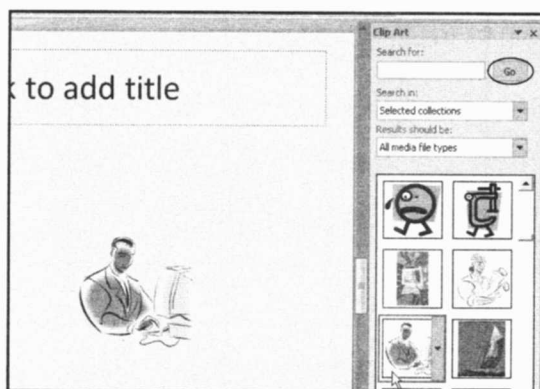 k to add title
Clip Art
Search for:
Go
Search in:
Selected collections
Results should be:
All media file types